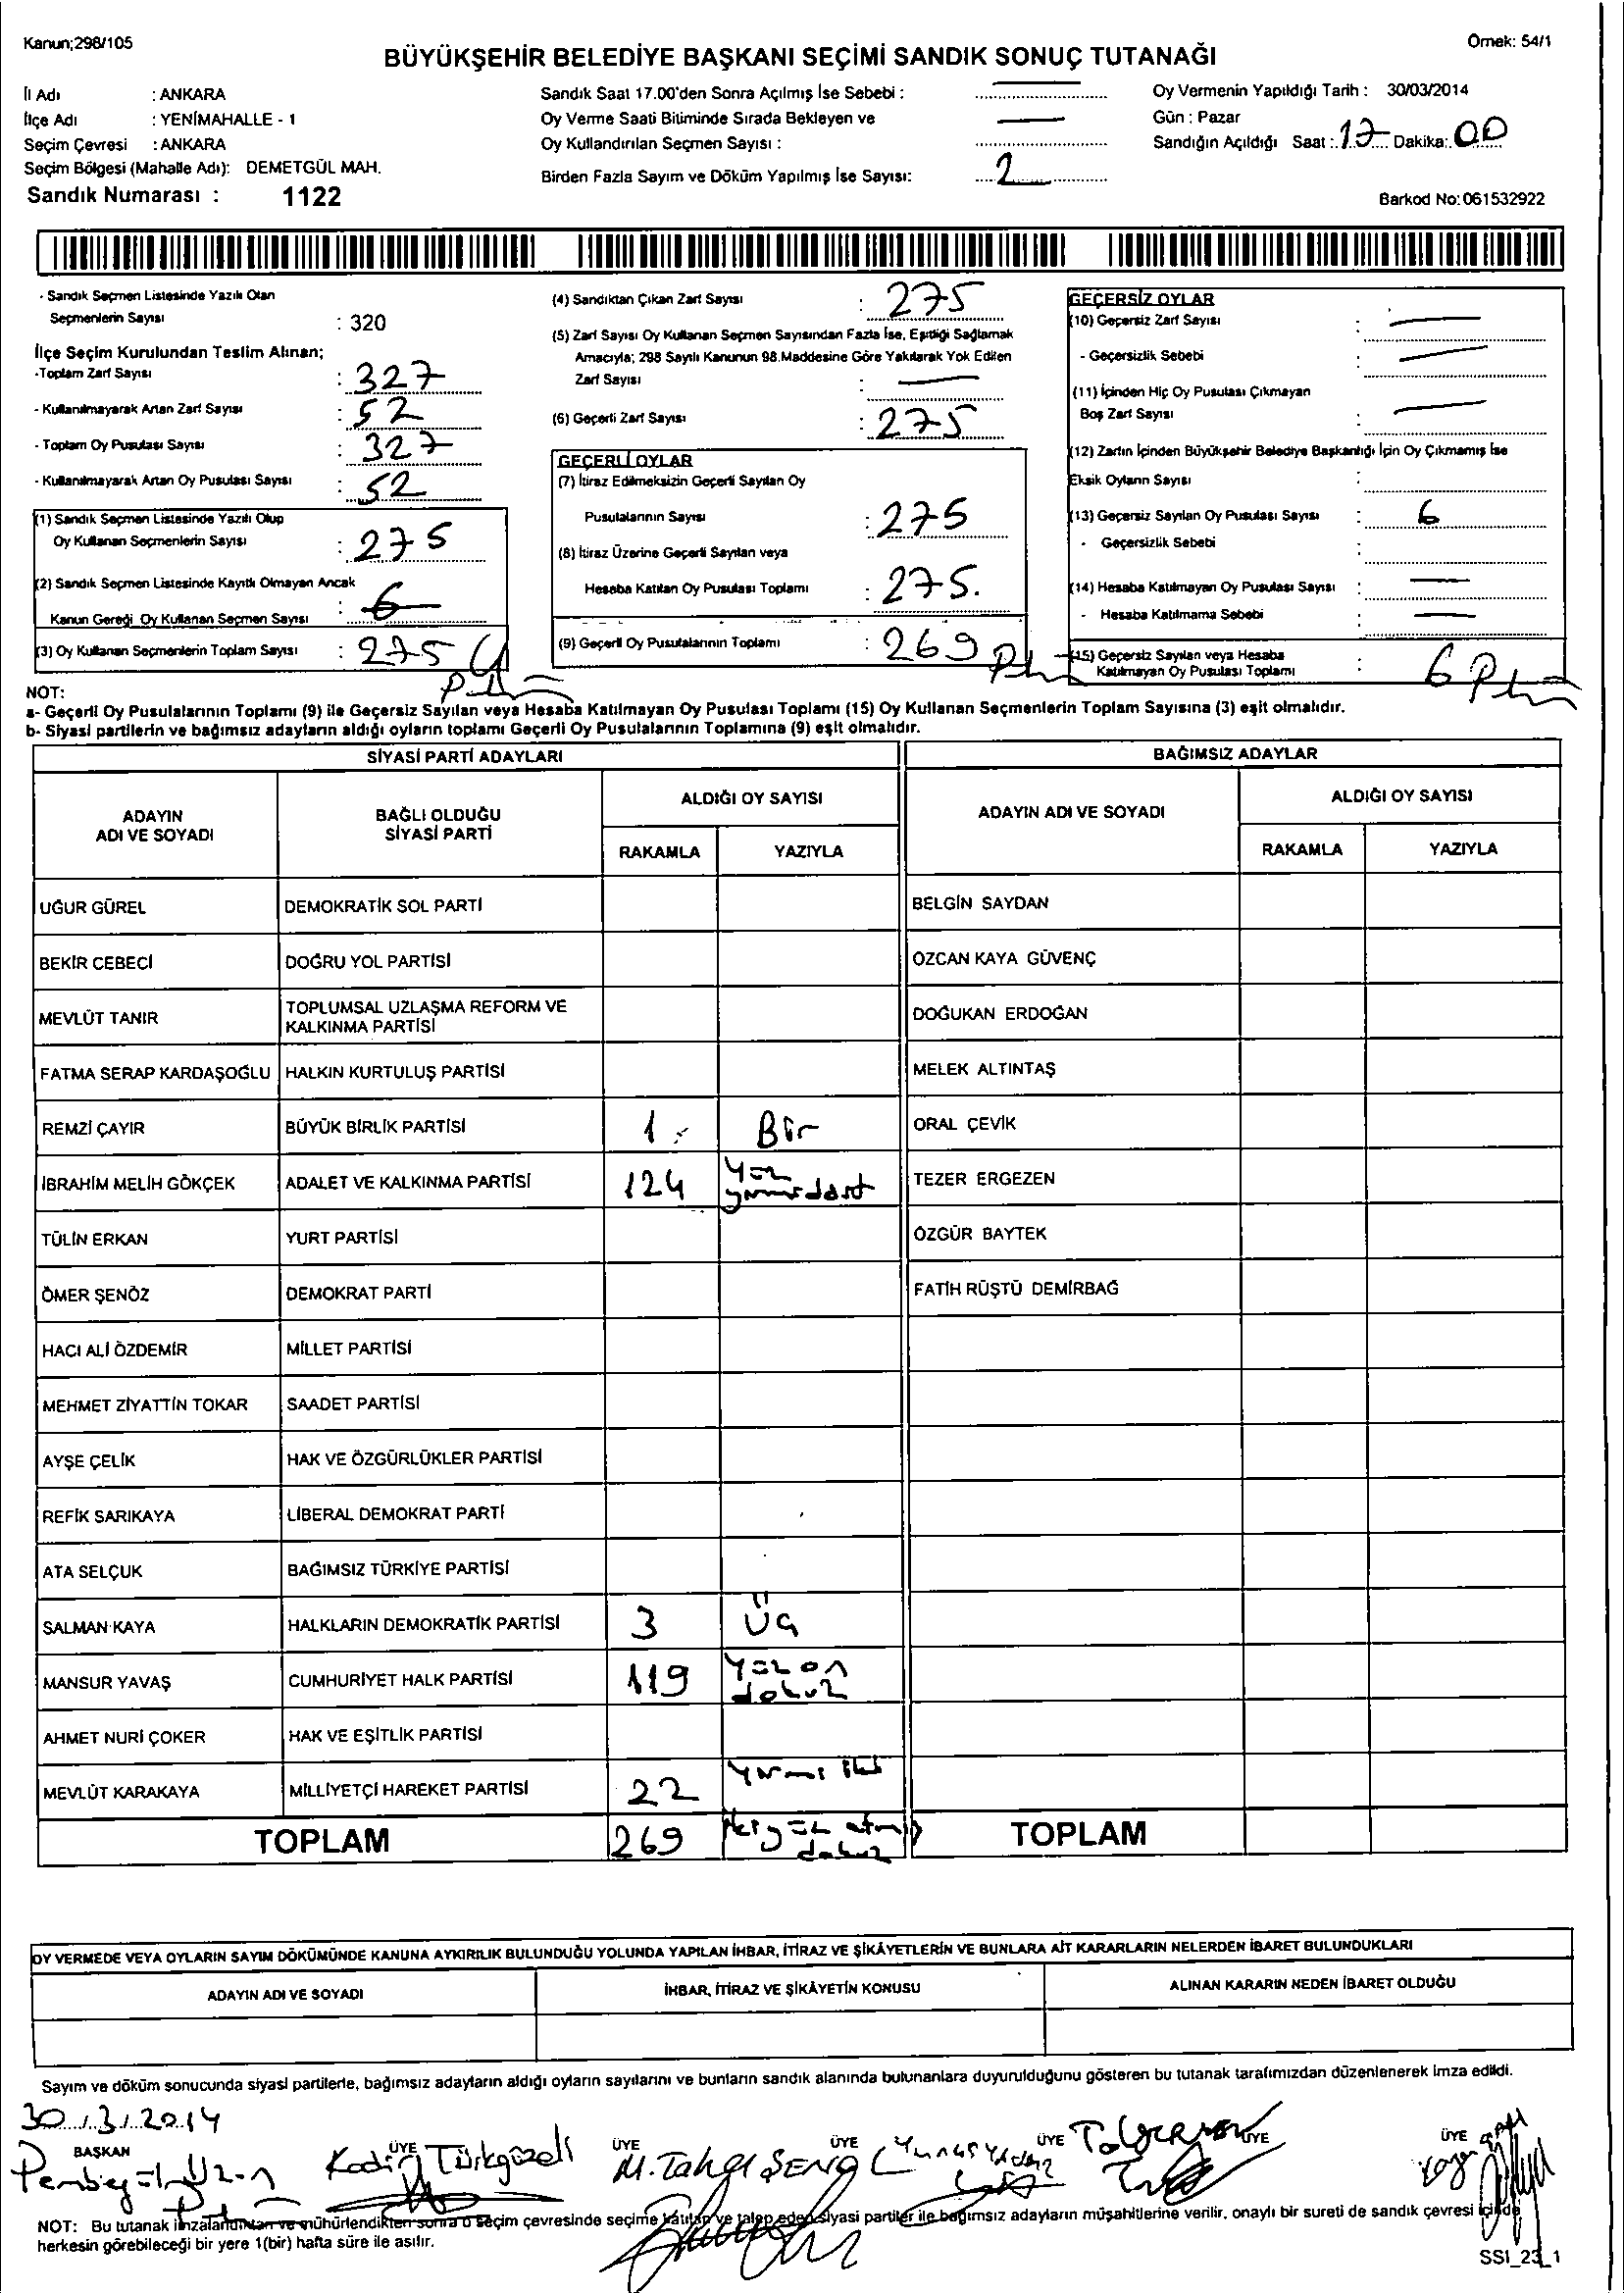 Kanun;298/105
Örnek: 54/1
BÜYÜKŞEHİR BELEDİYE BAŞKANI SEÇİMİ SANDIK SONUÇ TUTANAĞI
İl Adı : ANKARA
İlçe Adı : YENİMAHALLE - 1
Seçim Çevresi : ANKARA
Seçim Bölgesi (Mahalle Adı): DEMETGÜL MAH.
Sandık Numarası : 1122
Sandık Saat 17.00'den Sonra Açılmış İse Sebebi :
Oy Verme Saati Bitiminde Sırada Bekleyen ve
Oy Kullandırılan Seçmen Sayısı :
Birden Fazla Sayım ve Döküm Yapılmış İse Sayısı: 2
Oy Vermenin Yapıldığı Tarih : 30/03/2014
Gün : Pazar
Sandığın Açıldığı Saat : 17 Dakika: 00
Barkod No: 061532922
- Sandık Seçmen Listesinde Yazılı Olan
Seçmenlerin Sayısı : 320
İlçe Seçim Kurulundan Teslim Alınan;
-Toplam Zarf Sayısı : 327
- Kullanılmayarak Artan Zarf Sayısı : 52
- Toplam Oy Pusulası Sayısı : 327
- Kullanılmayarak Artan Oy Pusulası Sayısı : 52
(1) Sandık Seçmen Listesinde Yazılı Olup
Oy Kullanan Seçmenlerin Sayısı : 275
(2) Sandık Seçmen Listesinde Kayıtlı Olmayan Ancak
Kanun Gereği Oy Kullanan Seçmen Sayısı : 6
(3) Oy Kullanan Seçmenlerin Toplam Sayısı : 275
(4) Sandıktan Çıkan Zarf Sayısı : 275
(5) Zarf Sayısı Oy Kullanan Seçmen Sayısından Fazla İse, Eşitliği Sağlamak
Amacıyla; 298 Sayılı Kanunun 98.Maddesine Göre Yakılarak Yok Edilen
Zarf Sayısı :
(6) Geçerli Zarf Sayısı : 275
GEÇERLİ OYLAR
(7) İtiraz Edilmeksizin Geçerli Sayılan Oy
Pusulalarının Sayısı : 275
(8) İtiraz Üzerine Geçerli Sayılan veya
Hesaba Katılan Oy Pusulası Toplamı : 275.
(9) Geçerli Oy Pusulalarının Toplamı : 269
GEÇERSİZ OYLAR
(10) Geçersiz Zarf Sayısı :
- Geçersizlik Sebebi :
(11) İçinden Hiç Oy Pusulası Çıkmayan
Boş Zarf Sayısı :
(12) Zarfın İçinden Büyükşehir Belediye Başkanlığı İçin Oy Çıkmamış İse
Eksik Oyların Sayısı :
(13) Geçersiz Sayılan Oy Pusulası Sayısı : 6
- Geçersizlik Sebebi :
(14) Hesaba Katılmayan Oy Pusulası Sayısı :
- Hesaba Katılmama Sebebi :
(15) Geçersiz Sayılan veya Hesaba
Katılmayan Oy Pusulası Toplamı : 6
NOT:
a- Geçerli Oy Pusulalarının Toplamı (9) ile Geçersiz Sayılan veya Hesaba Katılmayan Oy Pusulası Toplamı (15) Oy Kullanan Seçmenlerin Toplam Sayısına (3) eşit olmalıdır.
b- Siyasi partilerin ve bağımsız adayların aldığı oyların toplamı Geçerli Oy Pusulalarının Toplamına (9) eşit olmalıdır.
SİYASİ PARTİ ADAYLARI
BAĞIMSIZ ADAYLAR
ADAYIN ADI VE SOYADI
BAĞLI OLDUĞU SİYASİ PARTİ
ALDIĞI OY SAYISI
RAKAMLA YAZIYLA
ADAYIN ADI VE SOYADI
ALDIĞI OY SAYISI
RAKAMLA YAZIYLA
UĞUR GÜREL DEMOKRATİK SOL PARTİ BELGİN SAYDAN
BEKİR CEBECİ DOĞRU YOL PARTİSİ ÖZCAN KAYA GÜVENÇ
MEVLÜT TANIR TOPLUMSAL UZLAŞMA REFORM VE KALKINMA PARTİSİ DOĞUKAN ERDOĞAN
FATMA SERAP KARDAŞOĞLU HALKIN KURTULUŞ PARTİSİ MELEK ALTINTAŞ
REMZİ ÇAYIR BÜYÜK BİRLİK PARTİSİ 1 Bir ORAL ÇEVİK
İBRAHİM MELİH GÖKÇEK ADALET VE KALKINMA PARTİSİ 124 Yüz yirmi dört TEZER ERGEZEN
TÜLİN ERKAN YURT PARTİSİ ÖZGÜR BAYTEK
ÖMER ŞENÖZ DEMOKRAT PARTİ FATİH RÜŞTÜ DEMİRBAĞ
HACI ALİ ÖZDEMİR MİLLET PARTİSİ
MEHMET ZİYATTİN TOKAR SAADET PARTİSİ
AYŞE ÇELİK HAK VE ÖZGÜRLÜKLER PARTİSİ
REFİK SARIKAYA LİBERAL DEMOKRAT PARTİ
ATA SELÇUK BAĞIMSIZ TÜRKİYE PARTİSİ
SALMAN KAYA HALKLARIN DEMOKRATİK PARTİSİ 3 Üç
MANSUR YAVAŞ CUMHURİYET HALK PARTİSİ 119 Yüz on dokuz
AHMET NURİ ÇOKER HAK VE EŞİTLİK PARTİSİ
MEVLÜT KARAKAYA MİLLİYETÇİ HAREKET PARTİSİ 22 Yirmi iki
TOPLAM 269 iki yüz atmış dokuz TOPLAM
OY VERMEDE VEYA OYLARIN SAYIM DÖKÜMÜNDE KANUNA AYKIRILIK BULUNDUĞU YOLUNDA YAPILAN İHBAR, İTİRAZ VE ŞİKÂYETLERİN VE BUNLARA AİT KARARLARIN NELERDEN İBARET BULUNDUKLARI
ADAYIN ADI VE SOYADI İHBAR, İTİRAZ VE ŞİKÂYETİN KONUSU ALINAN KARARIN NEDEN İBARET OLDUĞU
Sayım ve döküm sonucunda siyasi partilerle, bağımsız adayların aldığı oyların sayılarını ve bunların sandık alanında bulunanlara duyurulduğunu gösteren bu tutanak tarafımızdan düzenlenerek imza edildi.
30/3/2014
BAŞKAN ÜYE ÜYE ÜYE ÜYE ÜYE ÜYE
Pembegül Uzun Kadir Türkgüzeli M. Taha ŞENG Yunus
NOT: Bu tutanak imzalandıktan ve mühürlendikten sonra o seçim çevresinde seçime katılan ve talep eden siyasi partiler ile bağımsız adayların müşahitlerine verilir, onaylı bir sureti de sandık çevresi içinde
herkesin görebileceği bir yere 1(bir) hafta süre ile asılır.
SSI_23_1